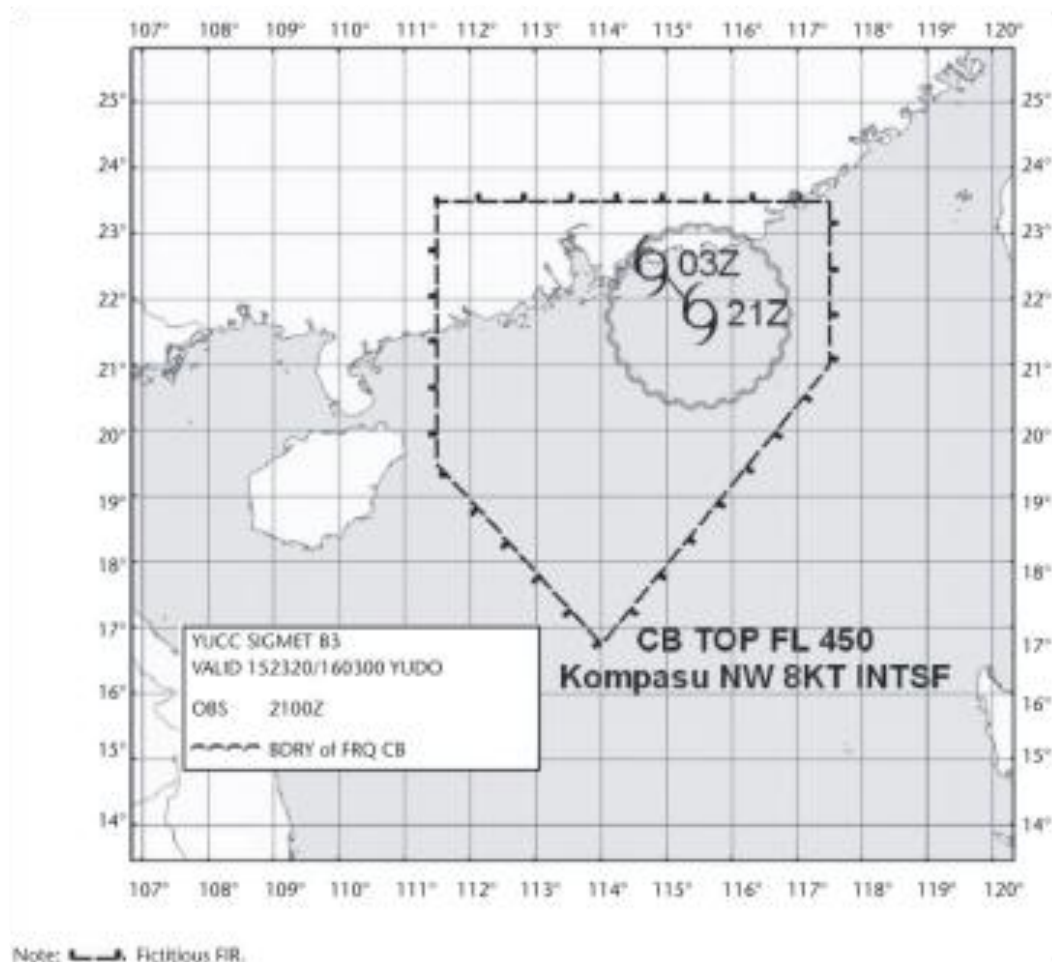 107° 108° 109° 110° 111° 112° 113° 114° 115° 116° 117° 118° 119° 120°
25° 25°
24° 24°
23° 23°
03Z
22° 22°
21Z
21° 21°
20° 20°
19° 19°
18° 18°
17° 17°
CB TOP FL 450
Kompasu NW 8KT INTSF
YUCC SIGMET B3
VALID 152320/160300 YUDO
OBS 2100Z
BDRY of FRQ CB
16° 16°
15° 15°
14° 14°
107° 108° 109° 110° 111° 112° 113° 114° 115° 116° 117° 118° 119° 120°
Note: Fictitious FIR.